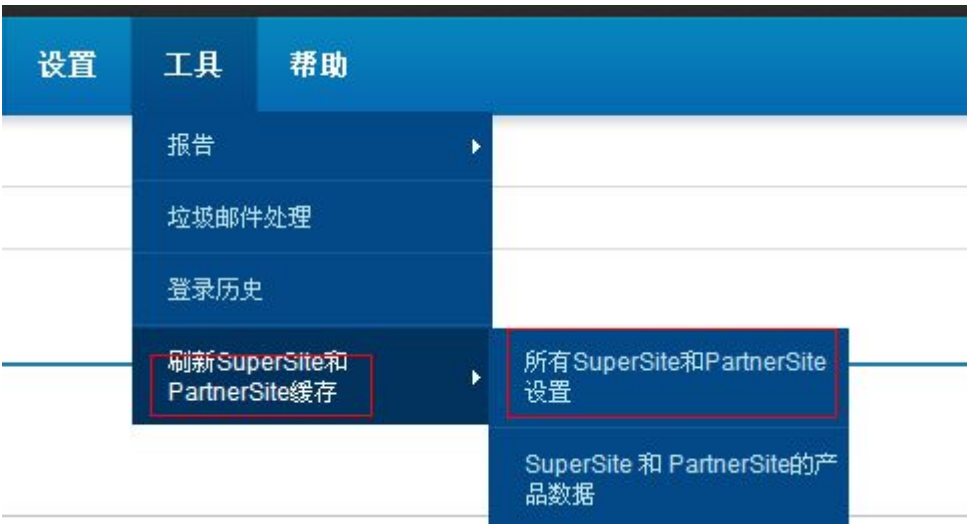 设置 工具 帮助
报告
垃圾邮件处理
登录历史
刷新SuperSite和
PartnerSite缓存
所有SuperSite和PartnerSite
设置
SuperSite 和 PartnerSite的产
品数据